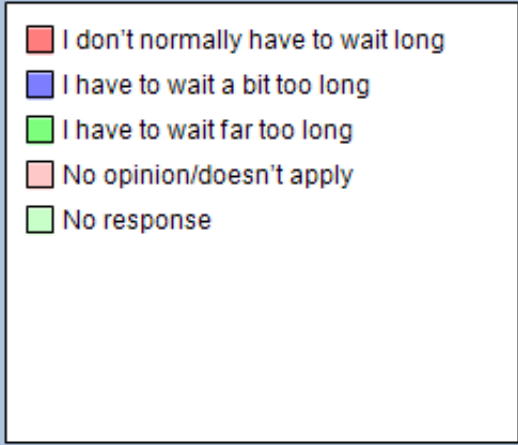 I don't normally have to wait long
I have to wait a bit too long
I have to wait far too long
No opinion/doesn't apply
No response